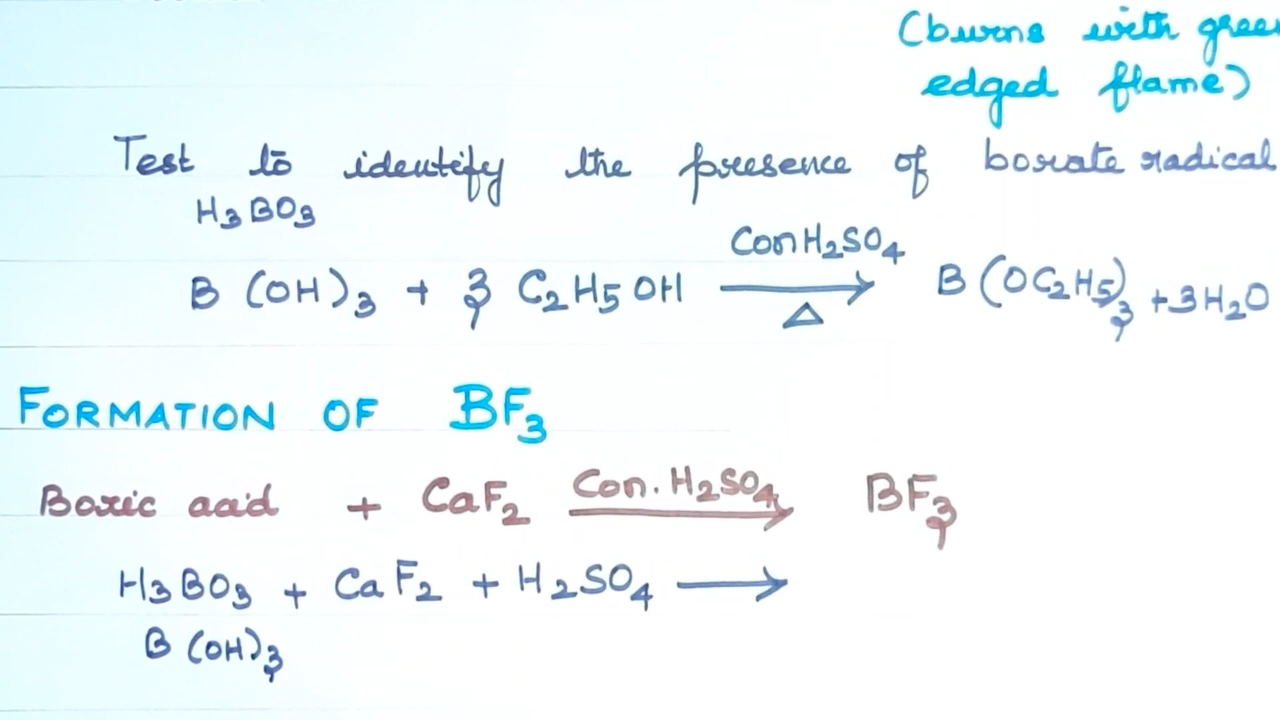 (burns with green
edged flame)
Test to identify the presence of borate radical
H₃BO₃
Con H₂SO₄
B(OH)₃ + 3 C₂H₅OH ⟶ B(OC₂H₅)₃ + 3H₂O
Δ
FORMATION OF BF₃
Boric acid + CaF₂ Con. H₂SO₄ ⟶ BF₃
H₃BO₃ + CaF₂ + H₂SO₄ ⟶
B(OH)₃